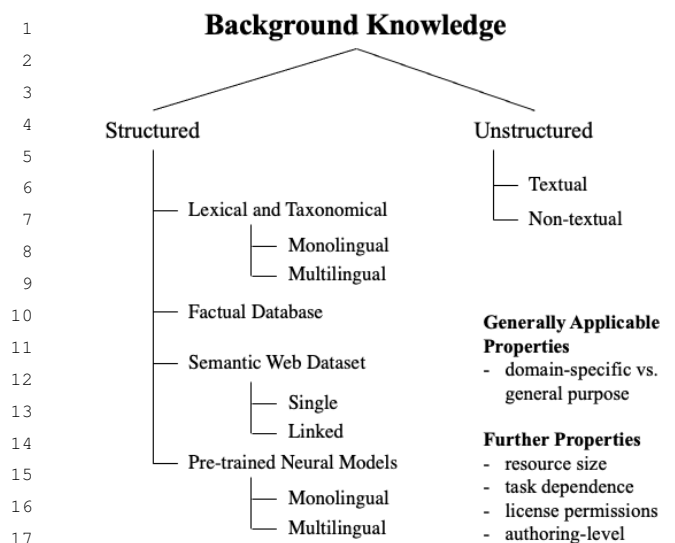 Background Knowledge
Structured
Unstructured
Lexical and Taxonomical
Monolingual
Multilingual
Factual Database
Semantic Web Dataset
Single
Linked
Pre-trained Neural Models
Monolingual
Multilingual
Textual
Non-textual
Generally Applicable
Properties
- domain-specific vs.
general purpose
Further Properties
- resource size
- task dependence
- license permissions
- authoring-level
1
2
3
4
5
6
7
8
9
10
11
12
13
14
15
16
17